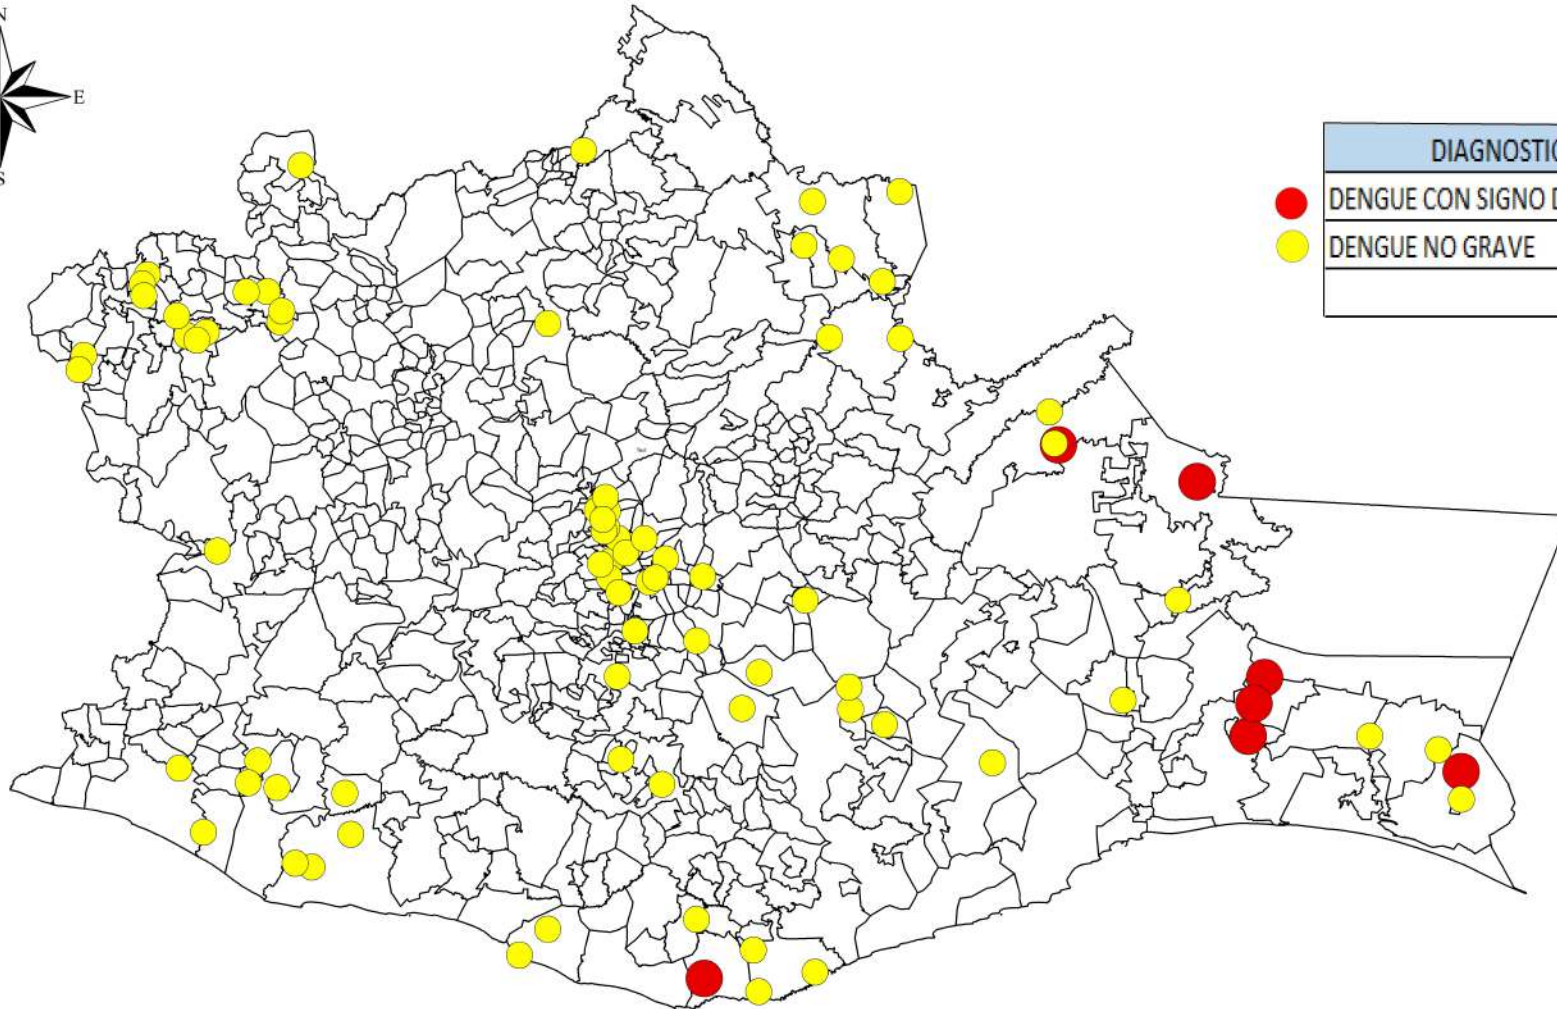 N
E
S
DIAGNOSTIC
DENGUE CON SIGNO D
DENGUE NO GRAVE